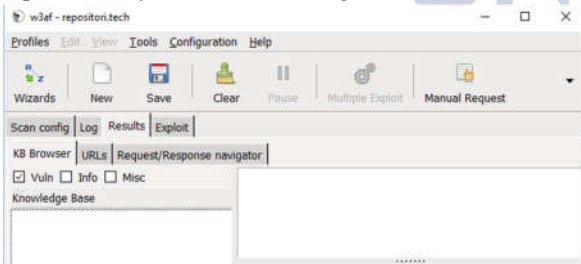 w3af - repositori.tech
Profiles Edit View Tools Configuration Help
Wizards New Save Clear Pause Multiple Exploit Manual Request
Scan config Log Results Exploit
KB Browser URLs Request/Response navigator
Vuln Info Misc
Knowledge Base